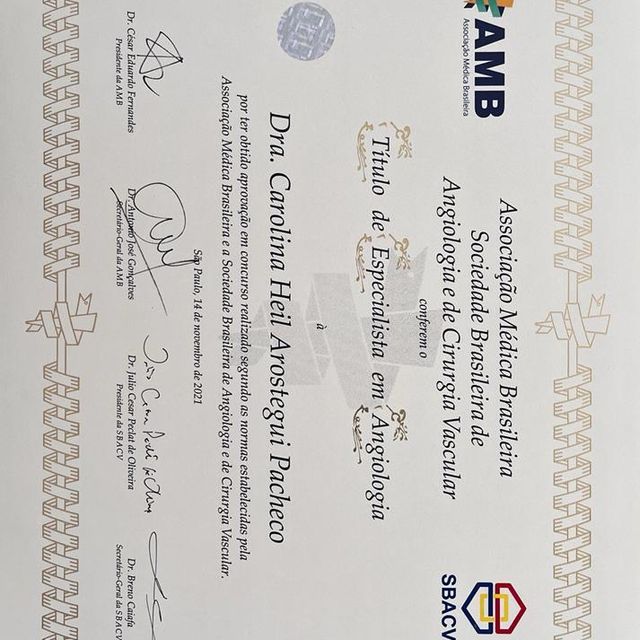 AMB
Associação Médica Brasileira
SBACV
Associação Médica Brasileira
Sociedade Brasileira de
Angiologia e de Cirurgia Vascular
conferem o
Título de Especialista em Angiologia
à
Dra. Carolina Heil Arostegui Pacheco
por ter obtido aprovação em concurso realizado segundo as normas estabelecidas pela
Associação Médica Brasileira e a Sociedade Brasileira de Angiologia e de Cirurgia Vascular.
São Paulo, 14 de novembro de 2021
Dr. César Eduardo Fernandes
Presidente da AMB
Dr. Antonio José Gonçalves
Secretário-Geral da AMB
Dr. Julio Cesar Peclat de Oliveira
Presidente da SBACV
Dr. Breno Caiafa
Secretário-Geral da SBACV